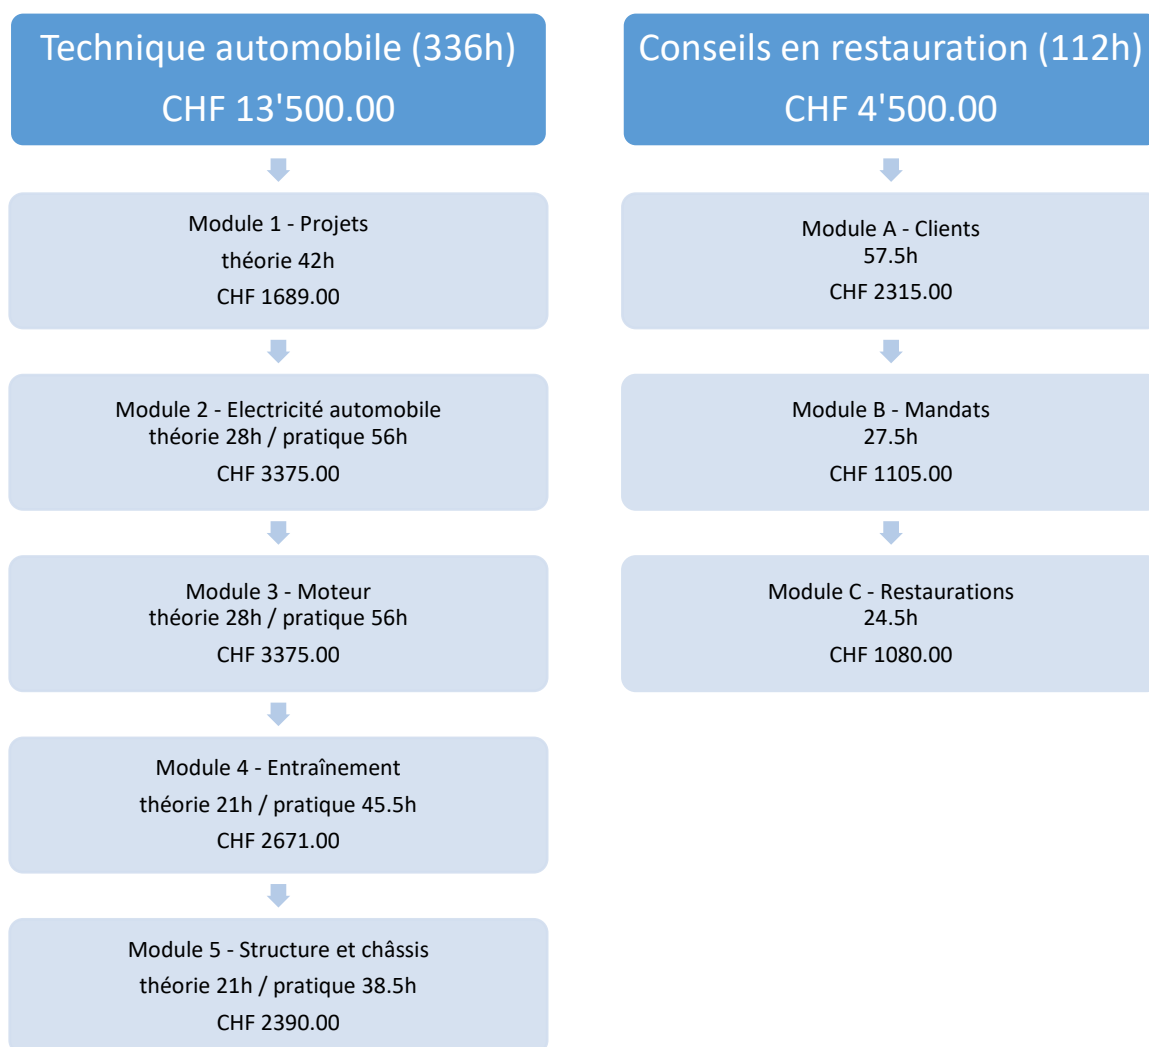 Technique automobile (336h)
CHF 13'500.00
Module 1 - Projets
théorie 42h
CHF 1689.00
Module 2 - Electricité automobile
théorie 28h / pratique 56h
CHF 3375.00
Module 3 - Moteur
théorie 28h / pratique 56h
CHF 3375.00
Module 4 - Entraînement
théorie 21h / pratique 45.5h
CHF 2671.00
Module 5 - Structure et châssis
théorie 21h / pratique 38.5h
CHF 2390.00
Conseils en restauration (112h)
CHF 4'500.00
Module A - Clients
57.5h
CHF 2315.00
Module B - Mandats
27.5h
CHF 1105.00
Module C - Restaurations
24.5h
CHF 1080.00